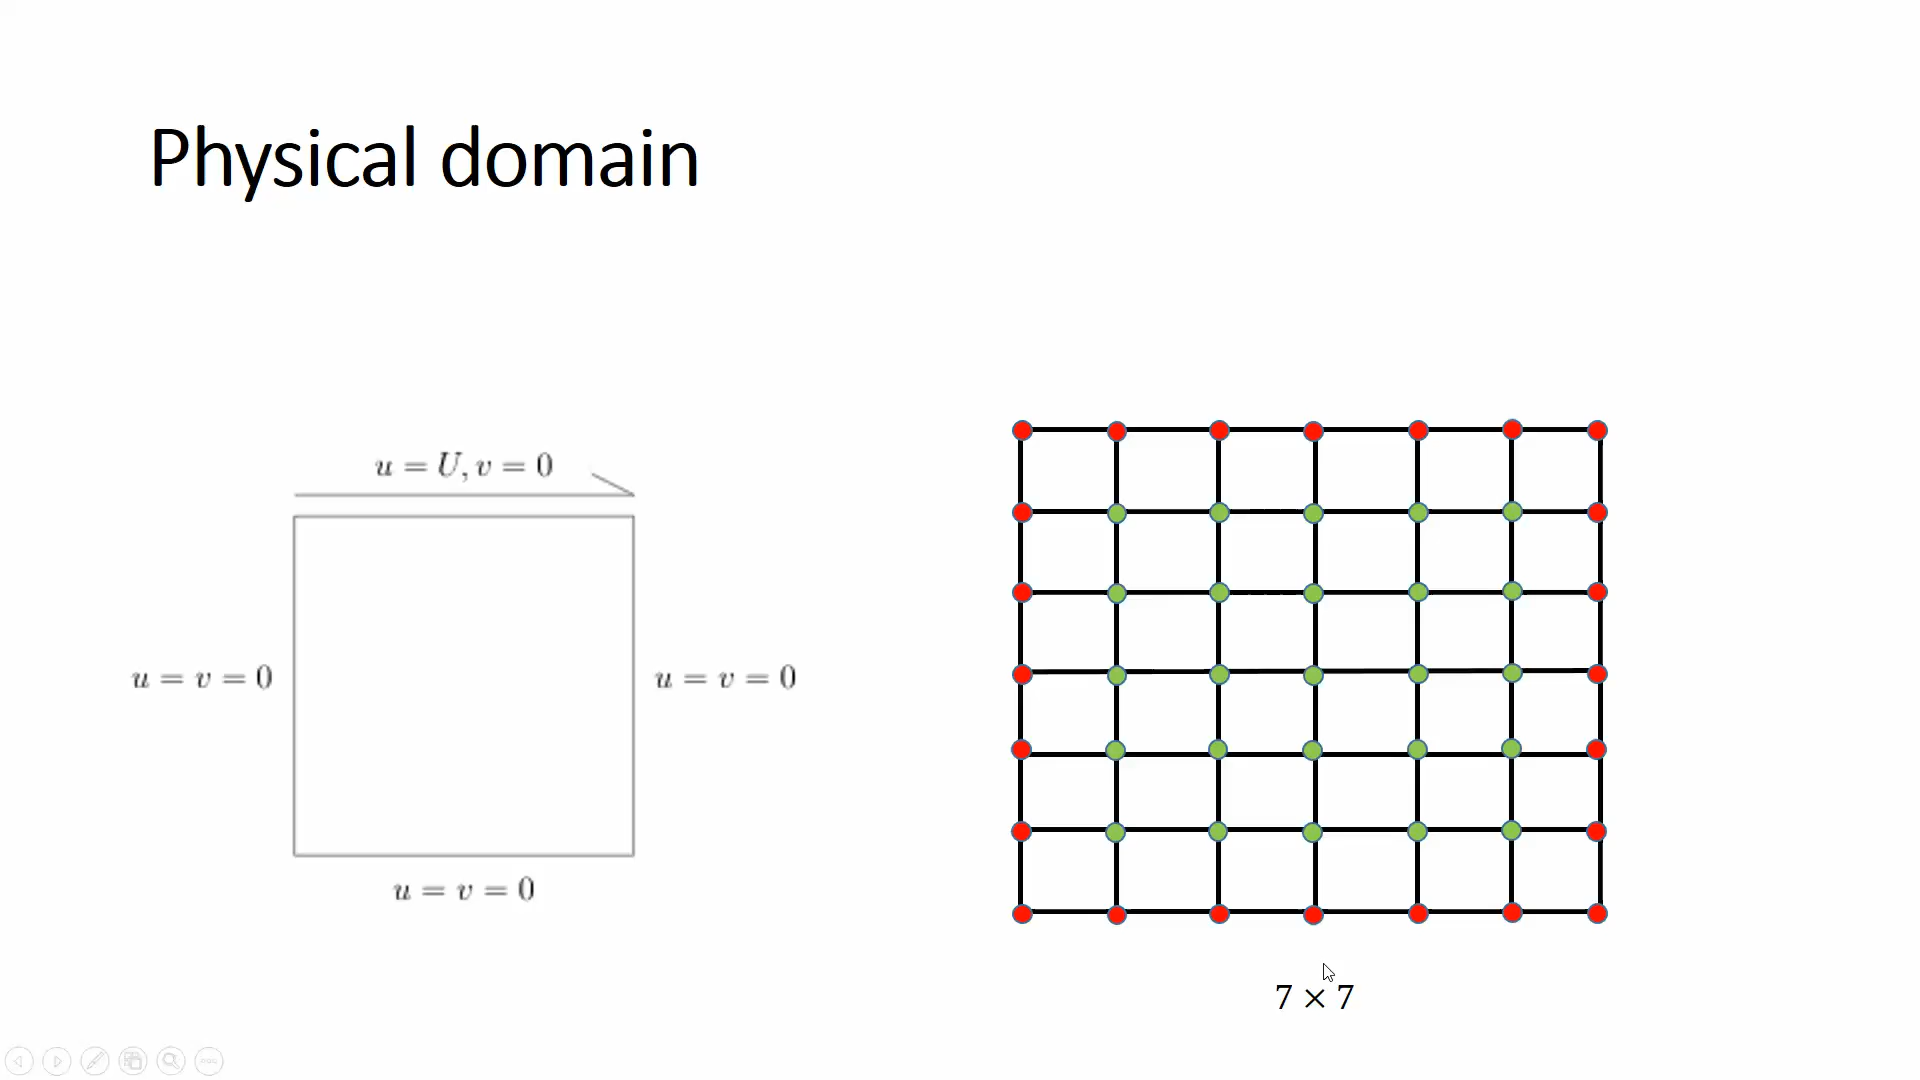 Physical domain
u = U, v = 0
u = v = 0
u = v = 0
u = v = 0
7 × 7